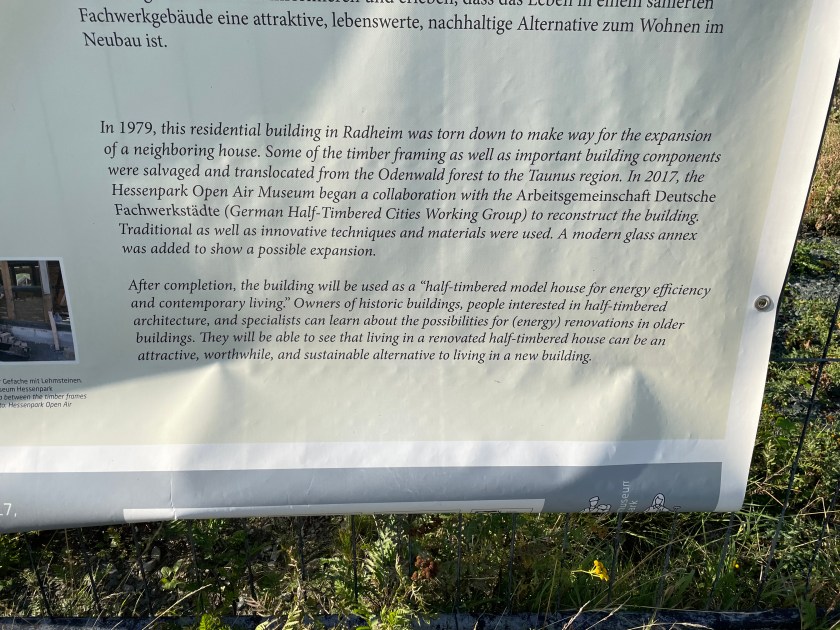 und erleben, dass das Leben in einem sanierten
Fachwerkgebäude eine attraktive, lebenswerte, nachhaltige Alternative zum Wohnen im
Neubau ist.
In 1979, this residential building in Radheim was torn down to make way for the expansion
of a neighboring house. Some of the timber framing as well as important building components
were salvaged and translocated from the Odenwald forest to the Taunus region. In 2017, the
Hessenpark Open Air Museum began a collaboration with the Arbeitsgemeinschaft Deutsche
Fachwerkstädte (German Half-Timbered Cities Working Group) to reconstruct the building.
Traditional as well as innovative techniques and materials were used. A modern glass annex
was added to show a possible expansion.
After completion, the building will be used as a “half-timbered model house for energy efficiency
and contemporary living.” Owners of historic buildings, people interested in half-timbered
architecture, and specialists can learn about the possibilities for (energy) renovations in older
buildings. They will be able to see that living in a renovated half-timbered house can be an
attractive, worthwhile, and sustainable alternative to living in a new building.
Gefache mit Lehmsteinen.
Hessenpark
between the timber frames
Hessenpark Open Air
7,